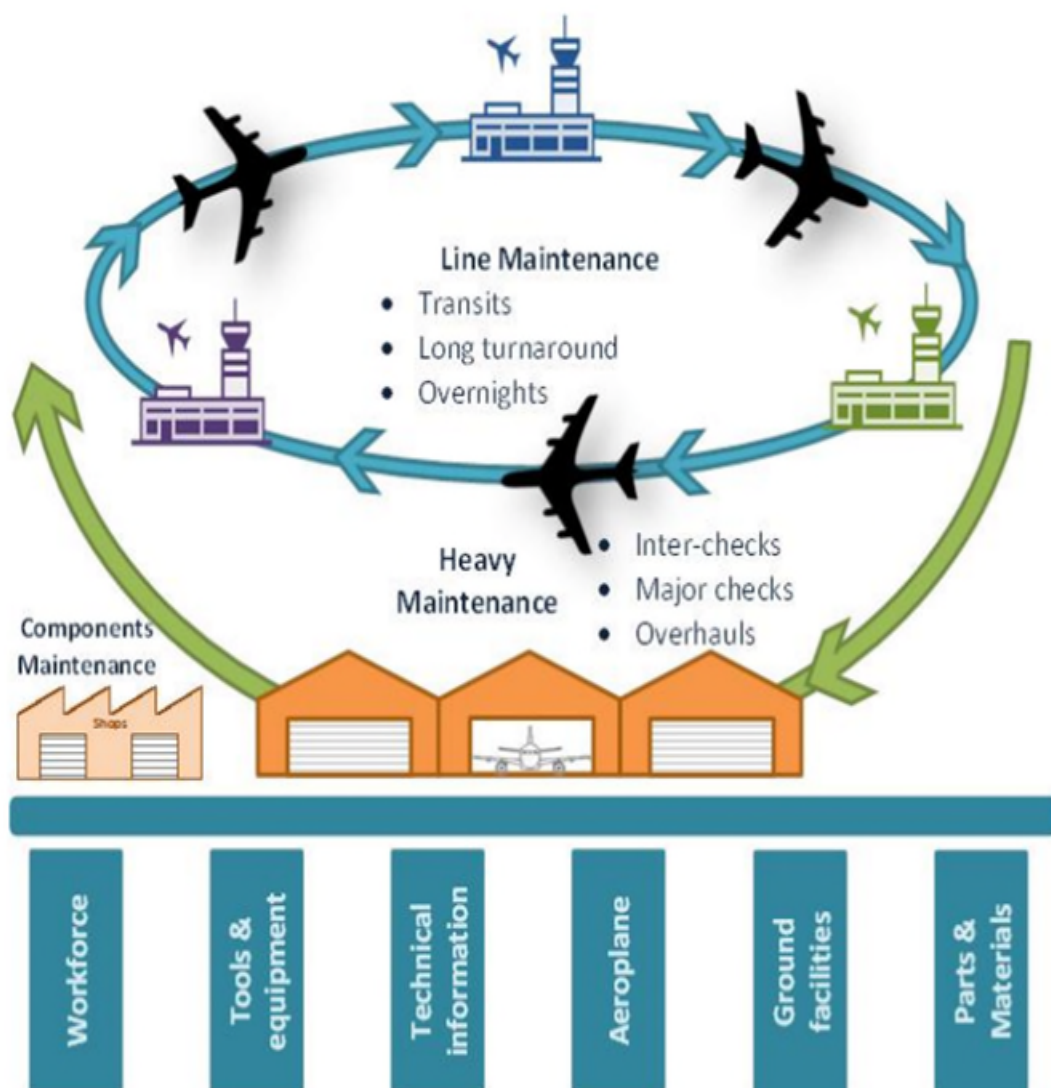 Line Maintenance
• Transits
• Long turnaround
• Overnights
Heavy
Maintenance
• Inter-checks
• Major checks
• Overhauls
Components
Maintenance
Shops
Workforce
Tools &
equipment
Technical
information
Aeroplane
Ground
facilities
Parts &
Materials